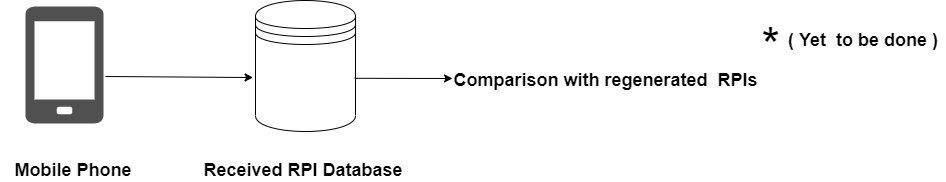 * ( Yet to be done )
Comparison with regenerated RPIs
Mobile Phone
Received RPI Database